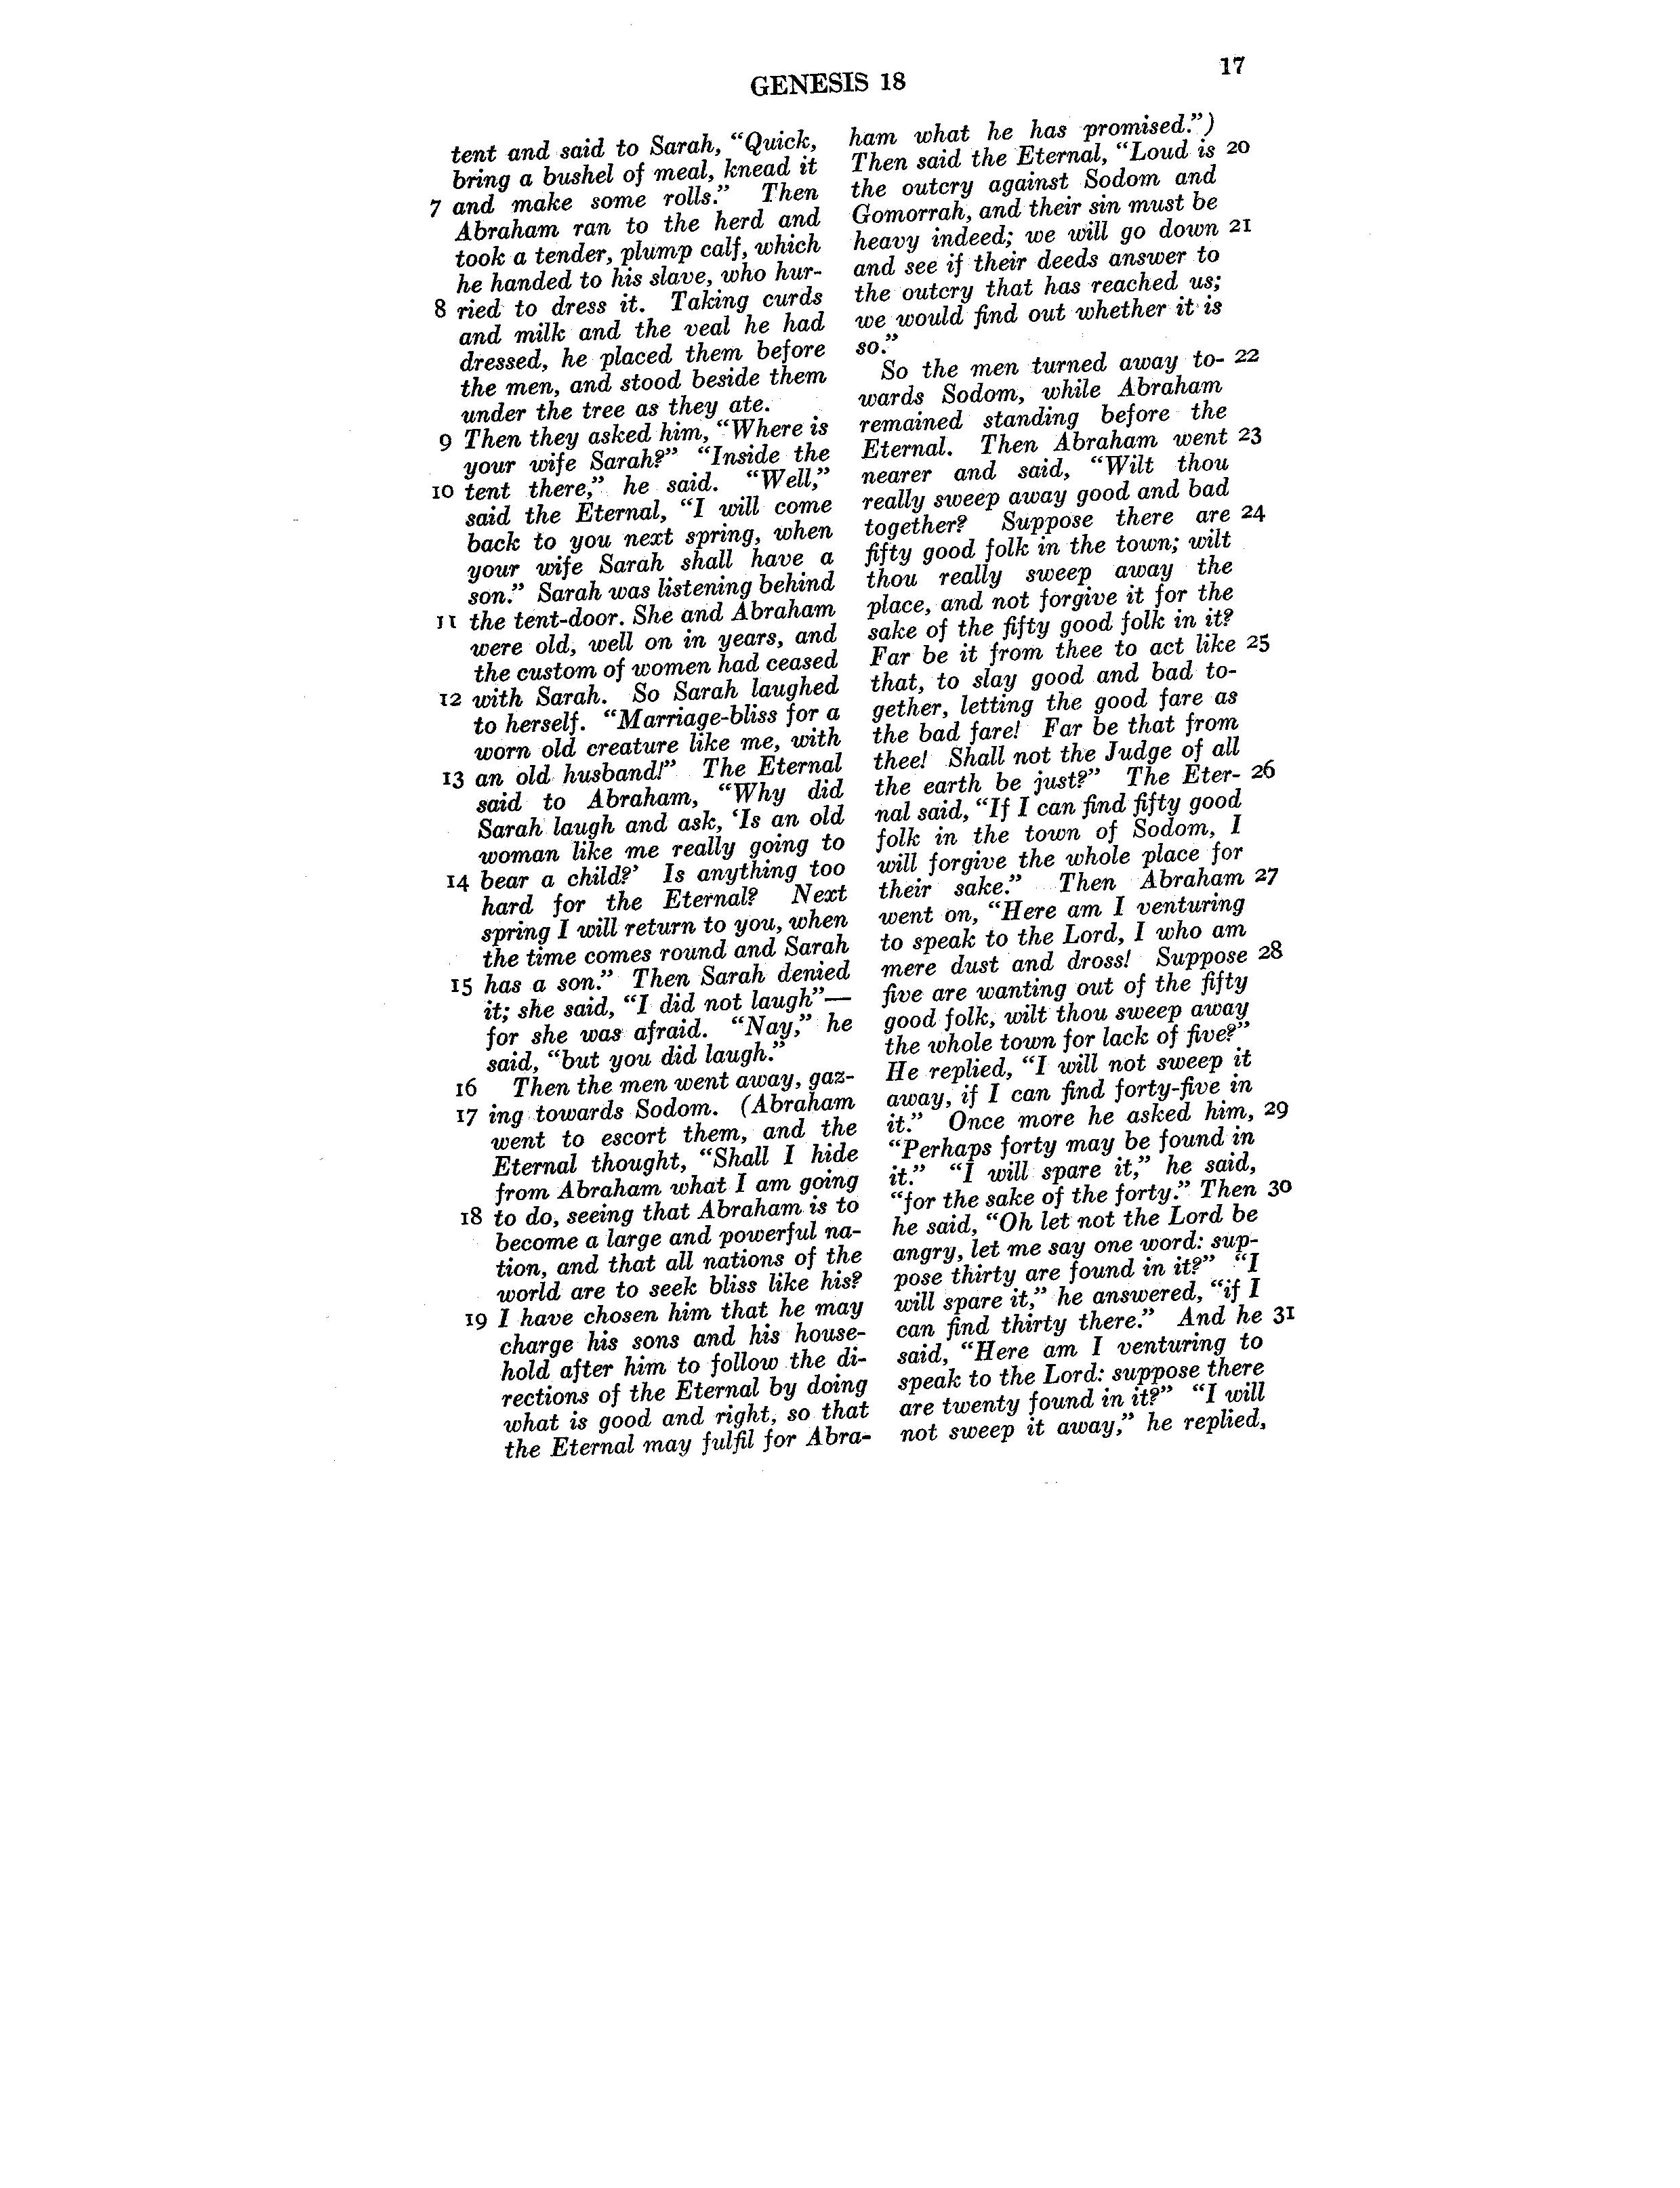 GENESIS 18
17
tent and said to Sarah, “Quick,
bring a bushel of meal, knead it
7 and make some rolls.” Then
Abraham ran to the herd and
took a tender, plump calf, which
he handed to his slave, who hur-
8 ried to dress it. Taking curds
and milk and the veal he had
dressed, he placed them before
the men, and stood beside them
under the tree as they ate.
9 Then they asked him, “Where is
your wife Sarah?” “Inside the
10 tent there,” he said. “Well,”
said the Eternal, “I will come
back to you next spring, when
your wife Sarah shall have a
son.” Sarah was listening behind
11 the tent-door. She and Abraham
were old, well on in years, and
the custom of women had ceased
12 with Sarah. So Sarah laughed
to herself. “Marriage-bliss for a
worn old creature like me, with
13 an old husband!” The Eternal
said to Abraham, “Why did
Sarah laugh and ask, ‘Is an old
woman like me really going to
14 bear a child?’ Is anything too
hard for the Eternal? Next
spring I will return to you, when
the time comes round and Sarah
15 has a son.” Then Sarah denied
it; she said, “I did not laugh”—
for she was afraid. “Nay,” he
said, “but you did laugh.”
16 Then the men went away, gaz-
17 ing towards Sodom. (Abraham
went to escort them, and the
Eternal thought, “Shall I hide
from Abraham what I am going
18 to do, seeing that Abraham is to
become a large and powerful na-
tion, and that all nations of the
world are to seek bliss like his?
19 I have chosen him that he may
charge his sons and his house-
hold after him to follow the di-
rections of the Eternal by doing
what is good and right, so that
the Eternal may fulfil for Abra-
ham what he has promised.”)
Then said the Eternal, “Loud is 20
the outcry against Sodom and
Gomorrah, and their sin must be
heavy indeed; we will go down 21
and see if their deeds answer to
the outcry that has reached us;
we would find out whether it is
so.”
So the men turned away to- 22
wards Sodom, while Abraham
remained standing before the
Eternal. Then Abraham went 23
nearer and said, “Wilt thou
really sweep away good and bad
together? Suppose there are 24
fifty good folk in the town; wilt
thou really sweep away the
place, and not forgive it for the
sake of the fifty good folk in it?
Far be it from thee to act like 25
that, to slay good and bad to-
gether, letting the good fare as
the bad fare! Far be that from
thee! Shall not the Judge of all
the earth be just?” The Eter- 26
nal said, “If I can find fifty good
folk in the town of Sodom, I
will forgive the whole place for
their sake.” Then Abraham 27
went on, “Here am I venturing
to speak to the Lord, I who am
mere dust and dross! Suppose 28
five are wanting out of the fifty
good folk, wilt thou sweep away
the whole town for lack of five?”
He replied, “I will not sweep it
away, if I can find forty-five in
it.” Once more he asked him, 29
“Perhaps forty may be found in
it.” “I will spare it,” he said,
“for the sake of the forty.” Then 30
he said, “Oh let not the Lord be
angry, let me say one word: sup-
pose thirty are found in it?” “I
will spare it,” he answered, “if I
can find thirty there.” And he 31
said, “Here am I venturing to
speak to the Lord: suppose there
are twenty found in it?” “I will
not sweep it away,” he replied,